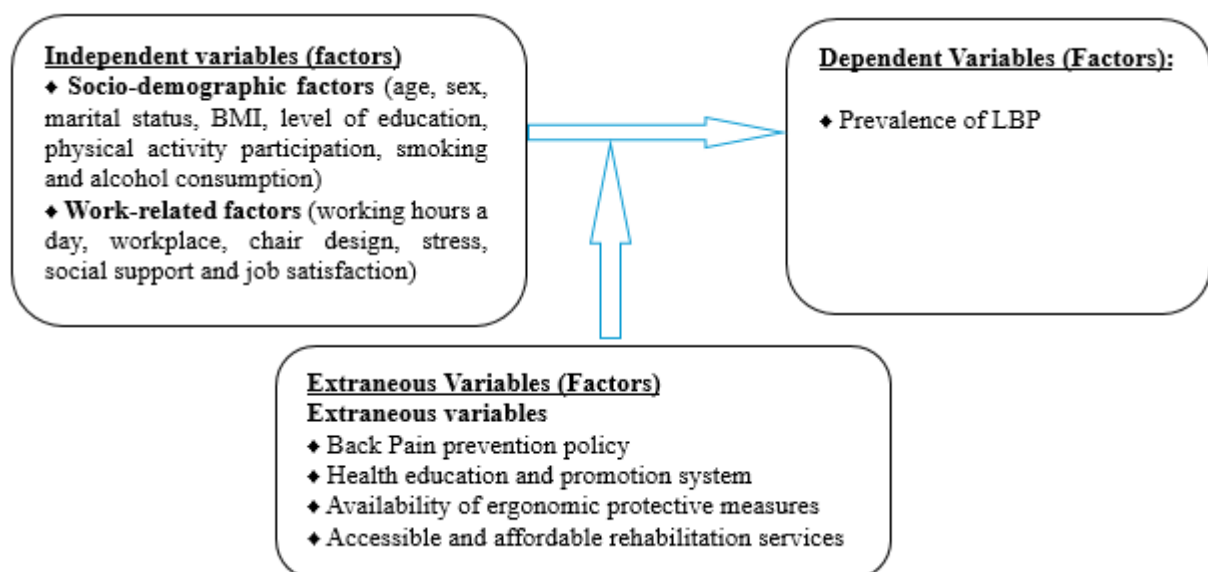 Independent variables (factors)
♦ Socio-demographic factors (age, sex,
marital status, BMI, level of education,
physical activity participation, smoking
and alcohol consumption)
♦ Work-related factors (working hours a
day, workplace, chair design, stress,
social support and job satisfaction)
Dependent Variables (Factors):
♦ Prevalence of LBP
Extraneous Variables (Factors)
Extraneous variables
♦ Back Pain prevention policy
♦ Health education and promotion system
♦ Availability of ergonomic protective measures
♦ Accessible and affordable rehabilitation services